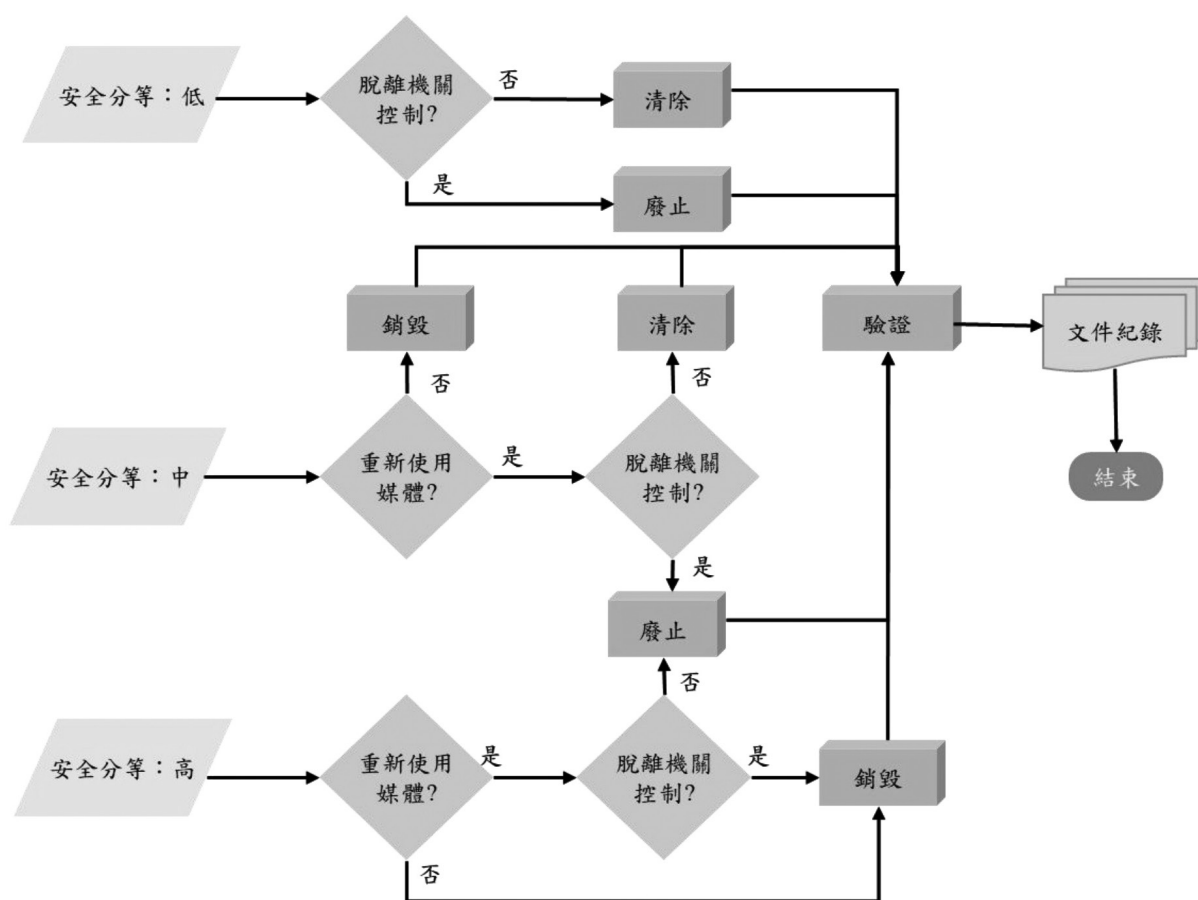 安全分等：低
脫離機關
控制?
否
清除
是
廢止
銷毀
清除
驗證
文件紀錄
否
否
安全分等：中
重新使用
媒體?
是
脫離機關
控制?
結束
是
廢止
否
安全分等：高
重新使用
媒體?
是
脫離機關
控制?
是
銷毀
否